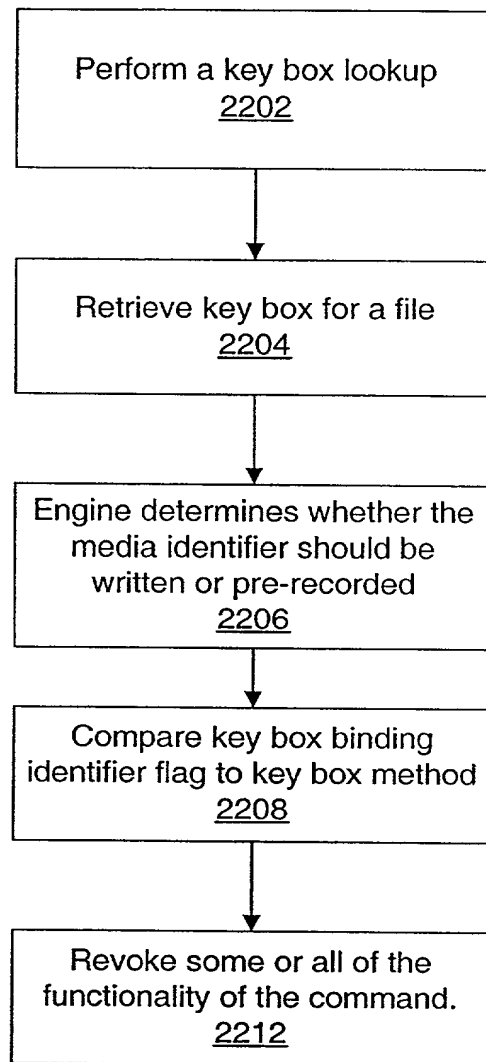 Perform a key box lookup
2202
Retrieve key box for a file
2204
Engine determines whether the
media identifier should be
written or pre-recorded
2206
Compare key box binding
identifier flag to key box method
2208
Revoke some or all of the
functionality of the command.
2212